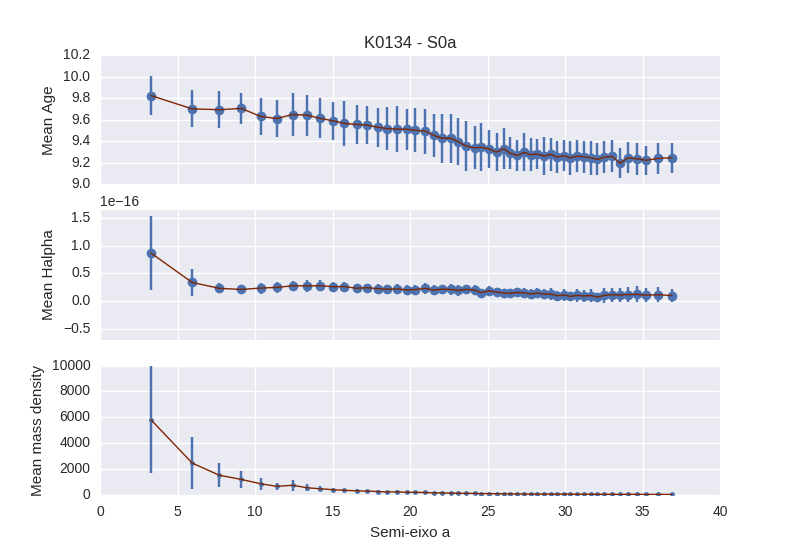 K0134 - S0a
10.2
10.0
9.8
9.6
9.4
9.2
9.0
Mean Age
1e−16
1.5
1.0
0.5
0.0
−0.5
Mean Halpha
10000
8000
6000
4000
2000
0
Mean mass density
0 5 10 15 20 25 30 35 40
Semi-eixo a